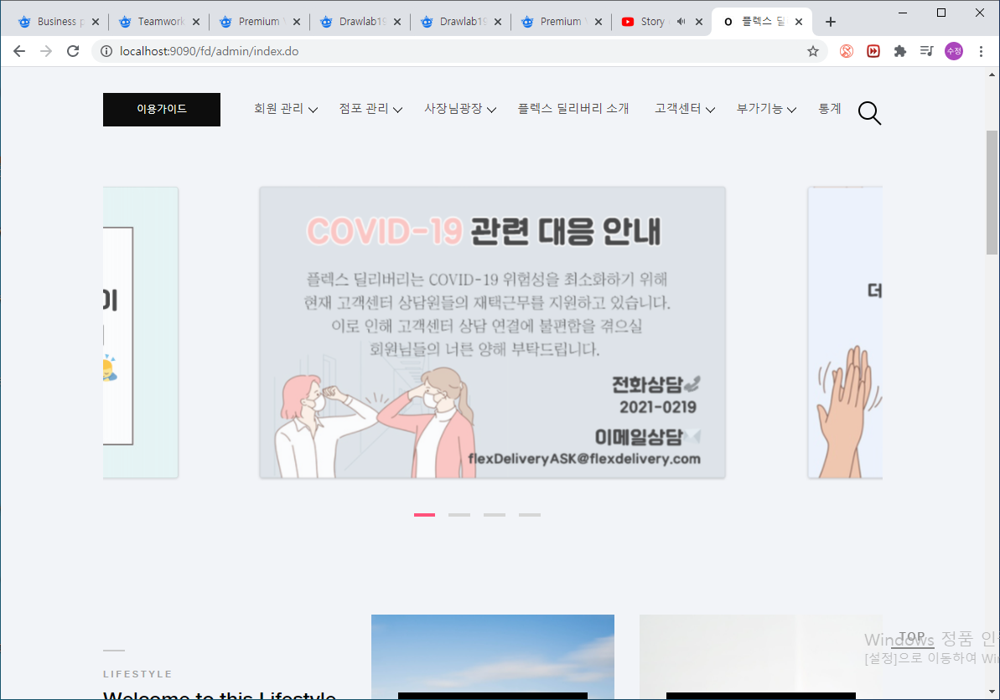 Business p
Teamwork
Premium
Drawlab19
Drawlab19
Premium
Story
플렉스 딜
localhost:9090/fd/admin/index.do
수정
이용가이드
회원 관리
점포 관리
사장님광장
플렉스 딜리버리 소개
고객센터
부가기능
통계
이
COVID-19 관련 대응 안내
플렉스 딜리버리는 COVID-19 위험성을 최소화하기 위해
현재 고객센터 상담원들의 재택근무를 지원하고 있습니다.
이로 인해 고객센터 상담 연결에 불편함을 겪으실
회원님들의 너른 양해 부탁드립니다.
전화상담
2021-0219
이메일상담
flexDeliveryASK@flexdelivery.com
더
TOP
Windows 정품 인
[설정]으로 이동하여 Wi
LIFESTYLE
Welcome to this Lifestyle